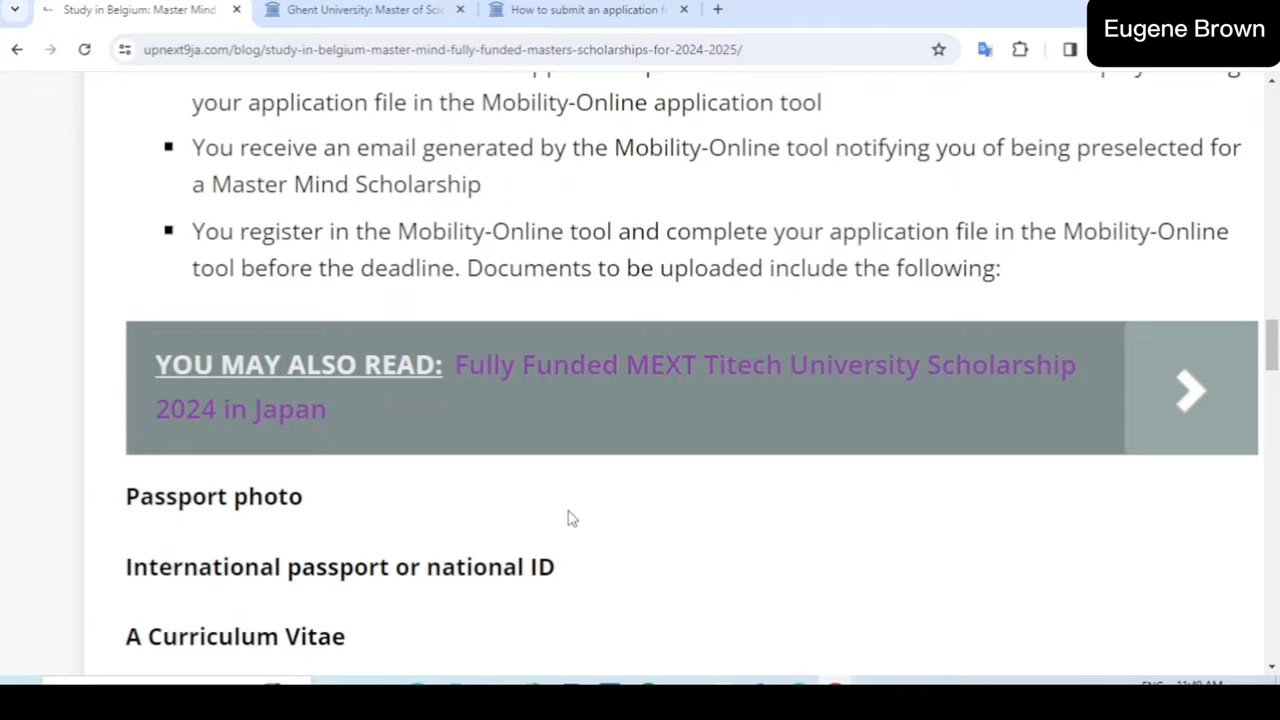 Study in Belgium: Master Mind
Ghent University: Master of Sci
How to submit an application f
Eugene Brown
upnext9ja.com/blog/study-in-belgium-master-mind-fully-funded-masters-scholarships-for-2024-2025/
your application file in the Mobility-Online application tool
You receive an email generated by the Mobility-Online tool notifying you of being preselected for
a Master Mind Scholarship
You register in the Mobility-Online tool and complete your application file in the Mobility-Online
tool before the deadline. Documents to be uploaded include the following:
YOU MAY ALSO READ: Fully Funded MEXT Titech University Scholarship
2024 in Japan
Passport photo
International passport or national ID
A Curriculum Vitae